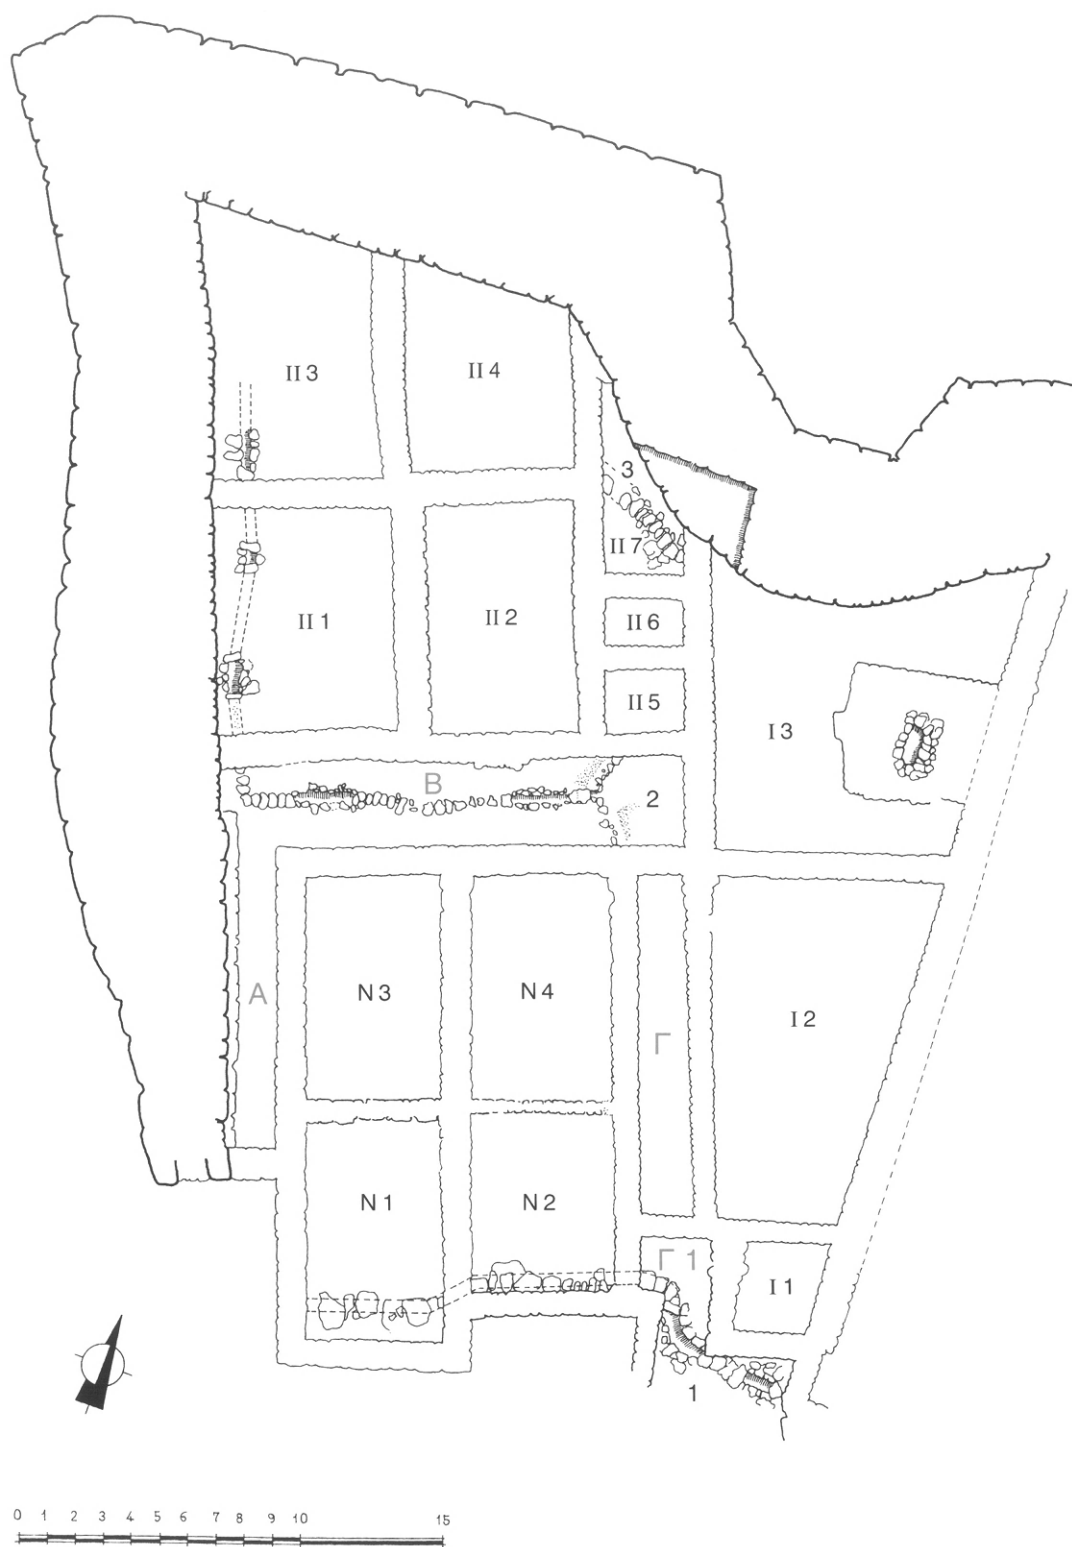 II 3
II 4
3
II 7
II 1
II 2
II 6
II 5
I 3
B
2
A
N 3
N 4
Γ
I 2
N 1
N 2
Γ 1
I 1
1
0 1 2 3 4 5 6 7 8 9 10 15